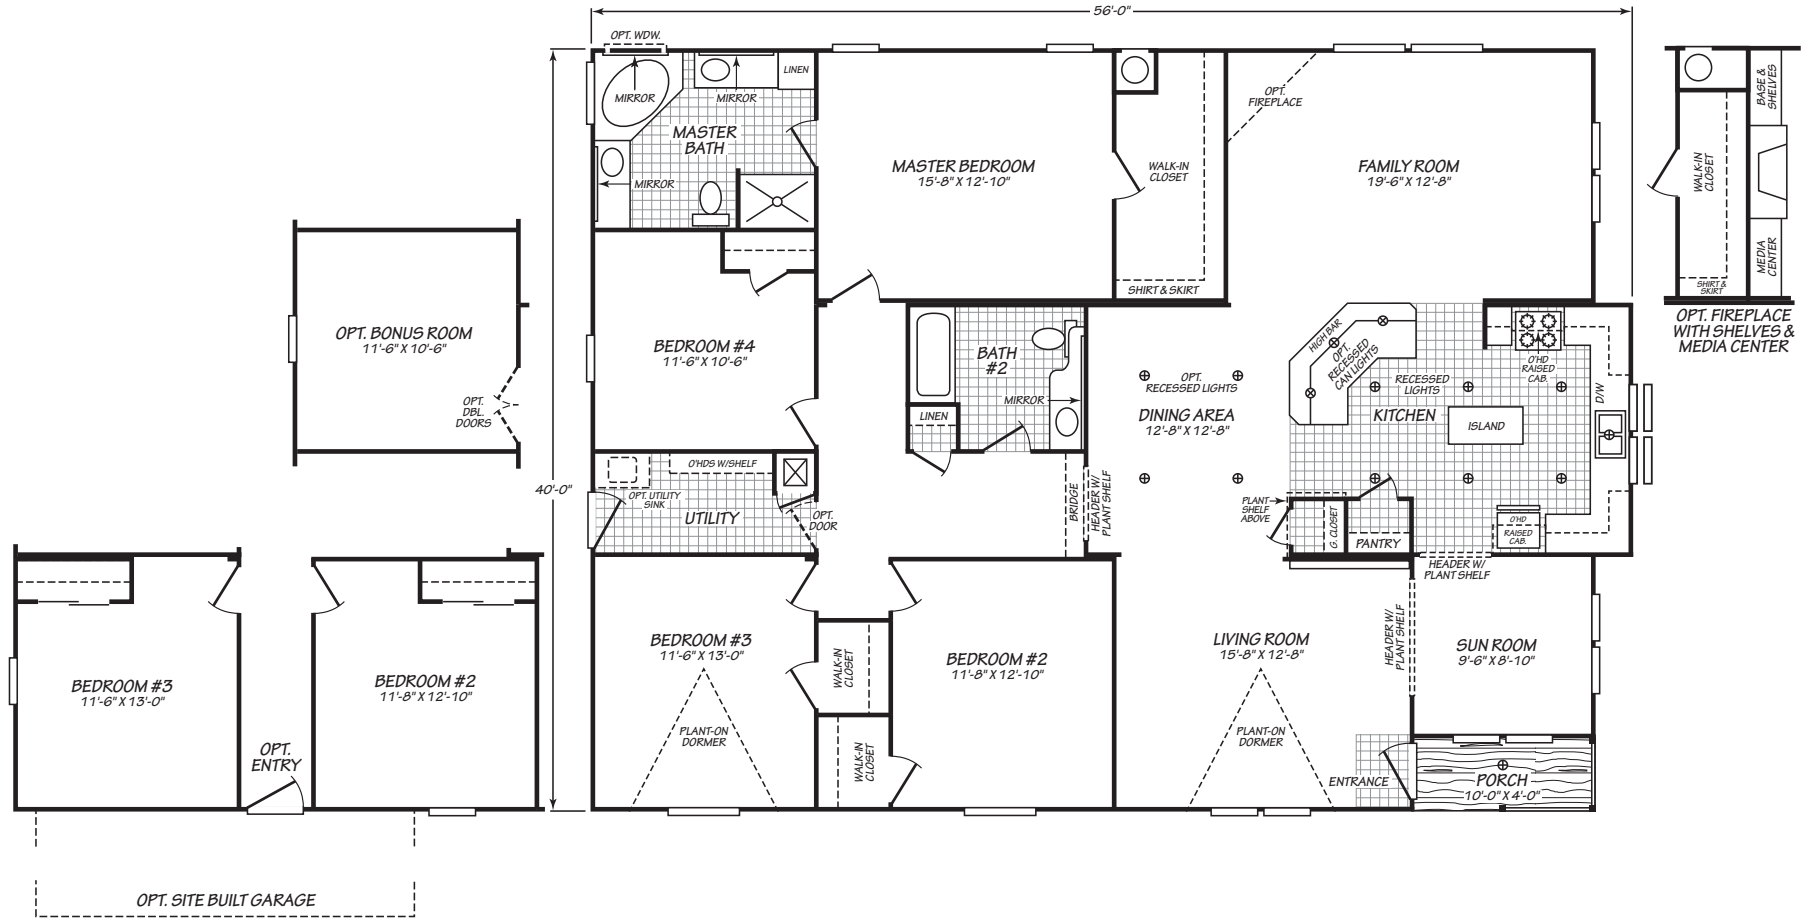 56'-0"
OPT. WDW.
MIRROR
MIRROR
LINEN
MASTER
BATH
MIRROR
MASTER BEDROOM
15'-8" X 12'-10"
WALK-IN
CLOSET
SHIRT & SKIRT
OPT.
FIREPLACE
FAMILY ROOM
19'-6" X 12'-8"
WALK-IN
CLOSET
SHIRT &
SKIRT
BASE &
SHELVES
MEDIA
CENTER
OPT. FIREPLACE
WITH SHELVES &
MEDIA CENTER
OPT. BONUS ROOM
11'-6" X 10'-6"
OPT.
DBL.
DOORS
40'-0"
BEDROOM #4
11'-6" X 10'-6"
BATH
#2
MIRROR
LINEN
OPT.
RECESSED LIGHTS
DINING AREA
12'-8" X 12'-8"
HIGH BAR
OPT.
RECESSED
CAN LIGHTS
RECESSED
LIGHTS
KITCHEN
ISLAND
O'HD
RAISED
CAB.
D/W
O'HDS W/SHELF
OPT. UTILITY
SINK
UTILITY
OPT.
DOOR
BRIDGE
HEADER W/
PLANT SHELF
PLANT
SHELF
ABOVE
G. CLOSET
PANTRY
O'HD
RAISED
CAB.
HEADER W/
PLANT SHELF
BEDROOM #3
11'-6" X 13'-0"
BEDROOM #2
11'-8" X 12'-10"
OPT.
ENTRY
OPT. SITE BUILT GARAGE
BEDROOM #3
11'-6" X 13'-0"
PLANT-ON
DORMER
WALK-IN
CLOSET
WALK-IN
CLOSET
BEDROOM #2
11'-8" X 12'-10"
LIVING ROOM
15'-8" X 12'-8"
PLANT-ON
DORMER
HEADER W/
PLANT SHELF
SUN ROOM
9'-6" X 8'-10"
ENTRANCE
PORCH
10'-0" X 4'-0"